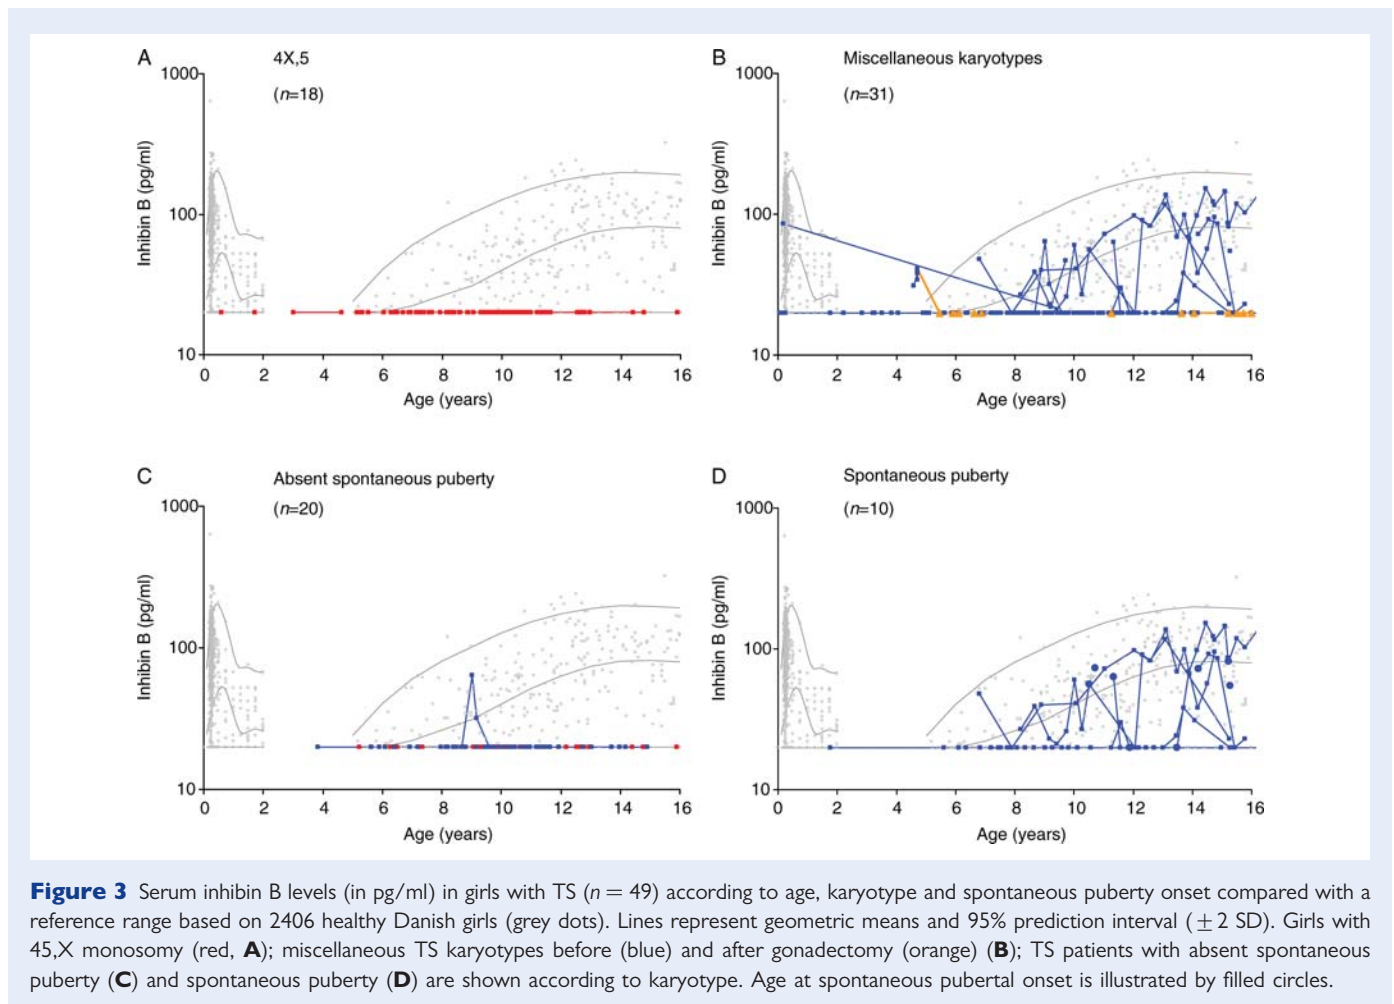 A 4X,5
(n=18)
1000
100
10
Inhibin B (pg/ml)
0 2 4 6 8 10 12 14 16
Age (years)
B Miscellaneous karyotypes
(n=31)
1000
100
10
Inhibin B (pg/ml)
0 2 4 6 8 10 12 14 16
Age (years)
C Absent spontaneous puberty
(n=20)
1000
100
10
Inhibin B (pg/ml)
0 2 4 6 8 10 12 14 16
Age (years)
D Spontaneous puberty
(n=10)
1000
100
10
Inhibin B (pg/ml)
0 2 4 6 8 10 12 14 16
Age (years)
Figure 3 Serum inhibin B levels (in pg/ml) in girls with TS (n = 49) according to age, karyotype and spontaneous puberty onset compared with a
reference range based on 2406 healthy Danish girls (grey dots). Lines represent geometric means and 95% prediction interval (±2 SD). Girls with
45,X monosomy (red, A); miscellaneous TS karyotypes before (blue) and after gonadectomy (orange) (B); TS patients with absent spontaneous
puberty (C) and spontaneous puberty (D) are shown according to karyotype. Age at spontaneous pubertal onset is illustrated by filled circles.